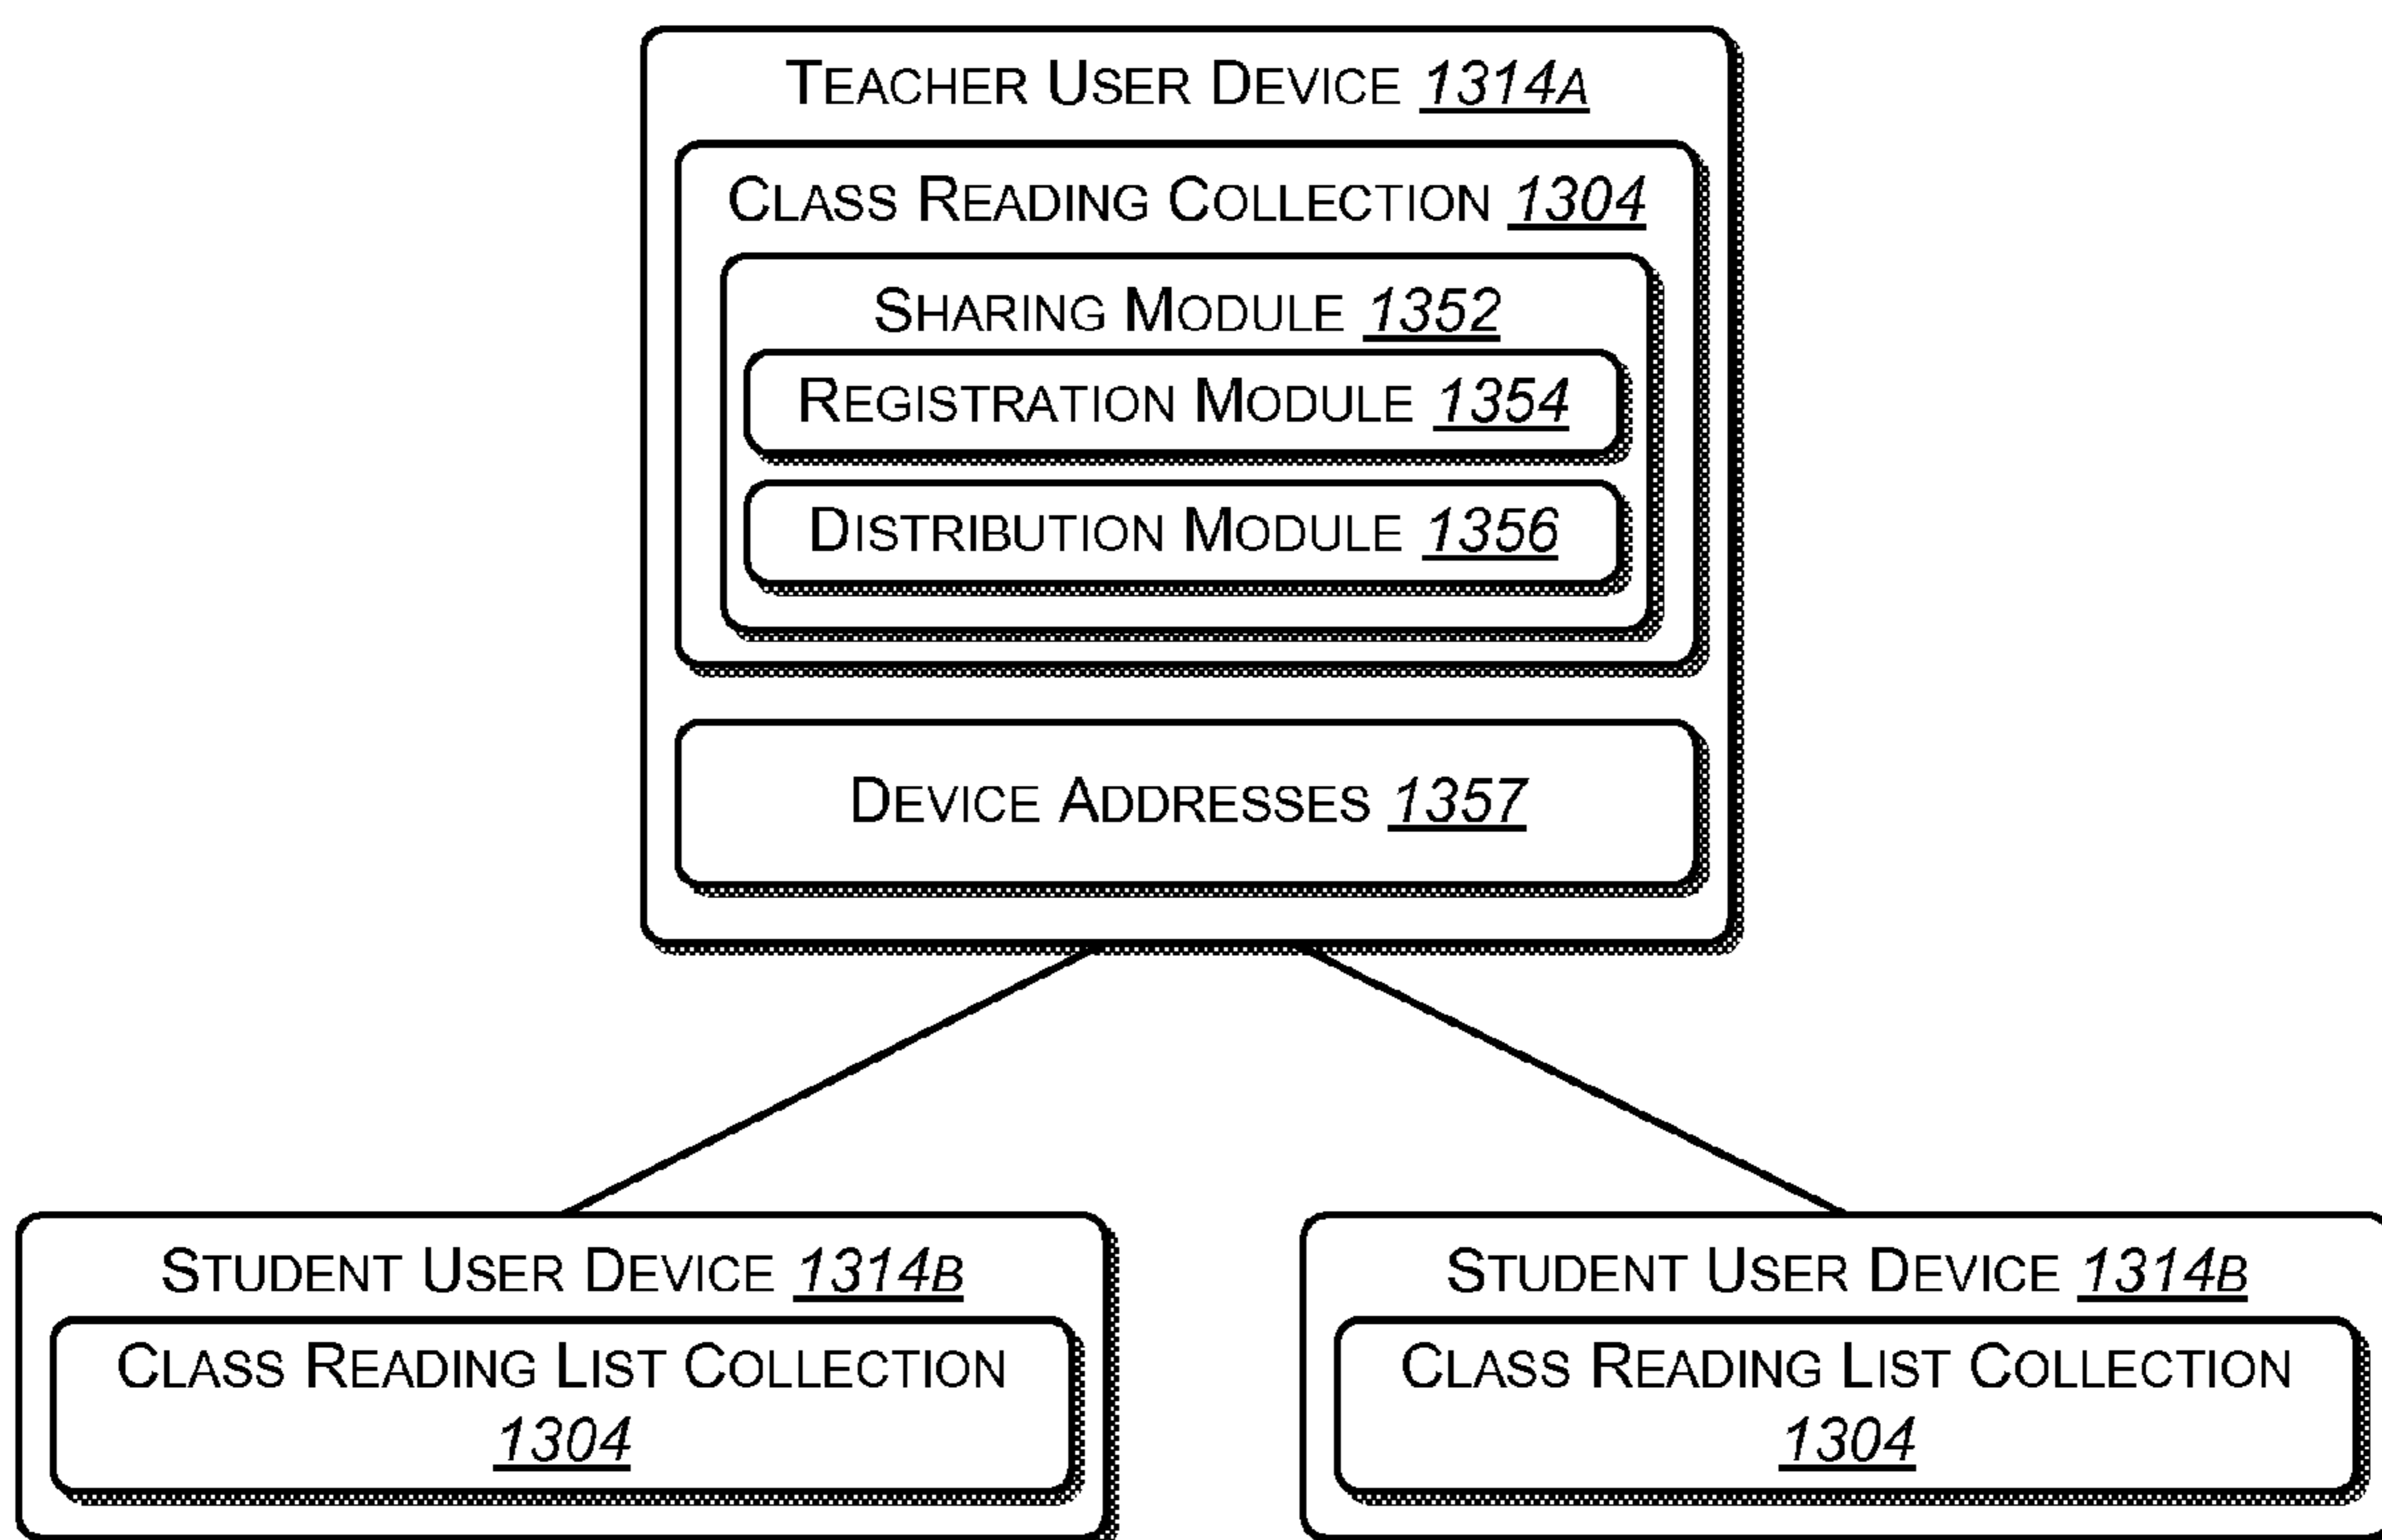 TEACHER USER DEVICE 1314A
CLASS READING COLLECTION 1304
SHARING MODULE 1352
REGISTRATION MODULE 1354
DISTRIBUTION MODULE 1356
DEVICE ADDRESSES 1357
STUDENT USER DEVICE 1314B
CLASS READING LIST COLLECTION
1304
STUDENT USER DEVICE 1314B
CLASS READING LIST COLLECTION
1304